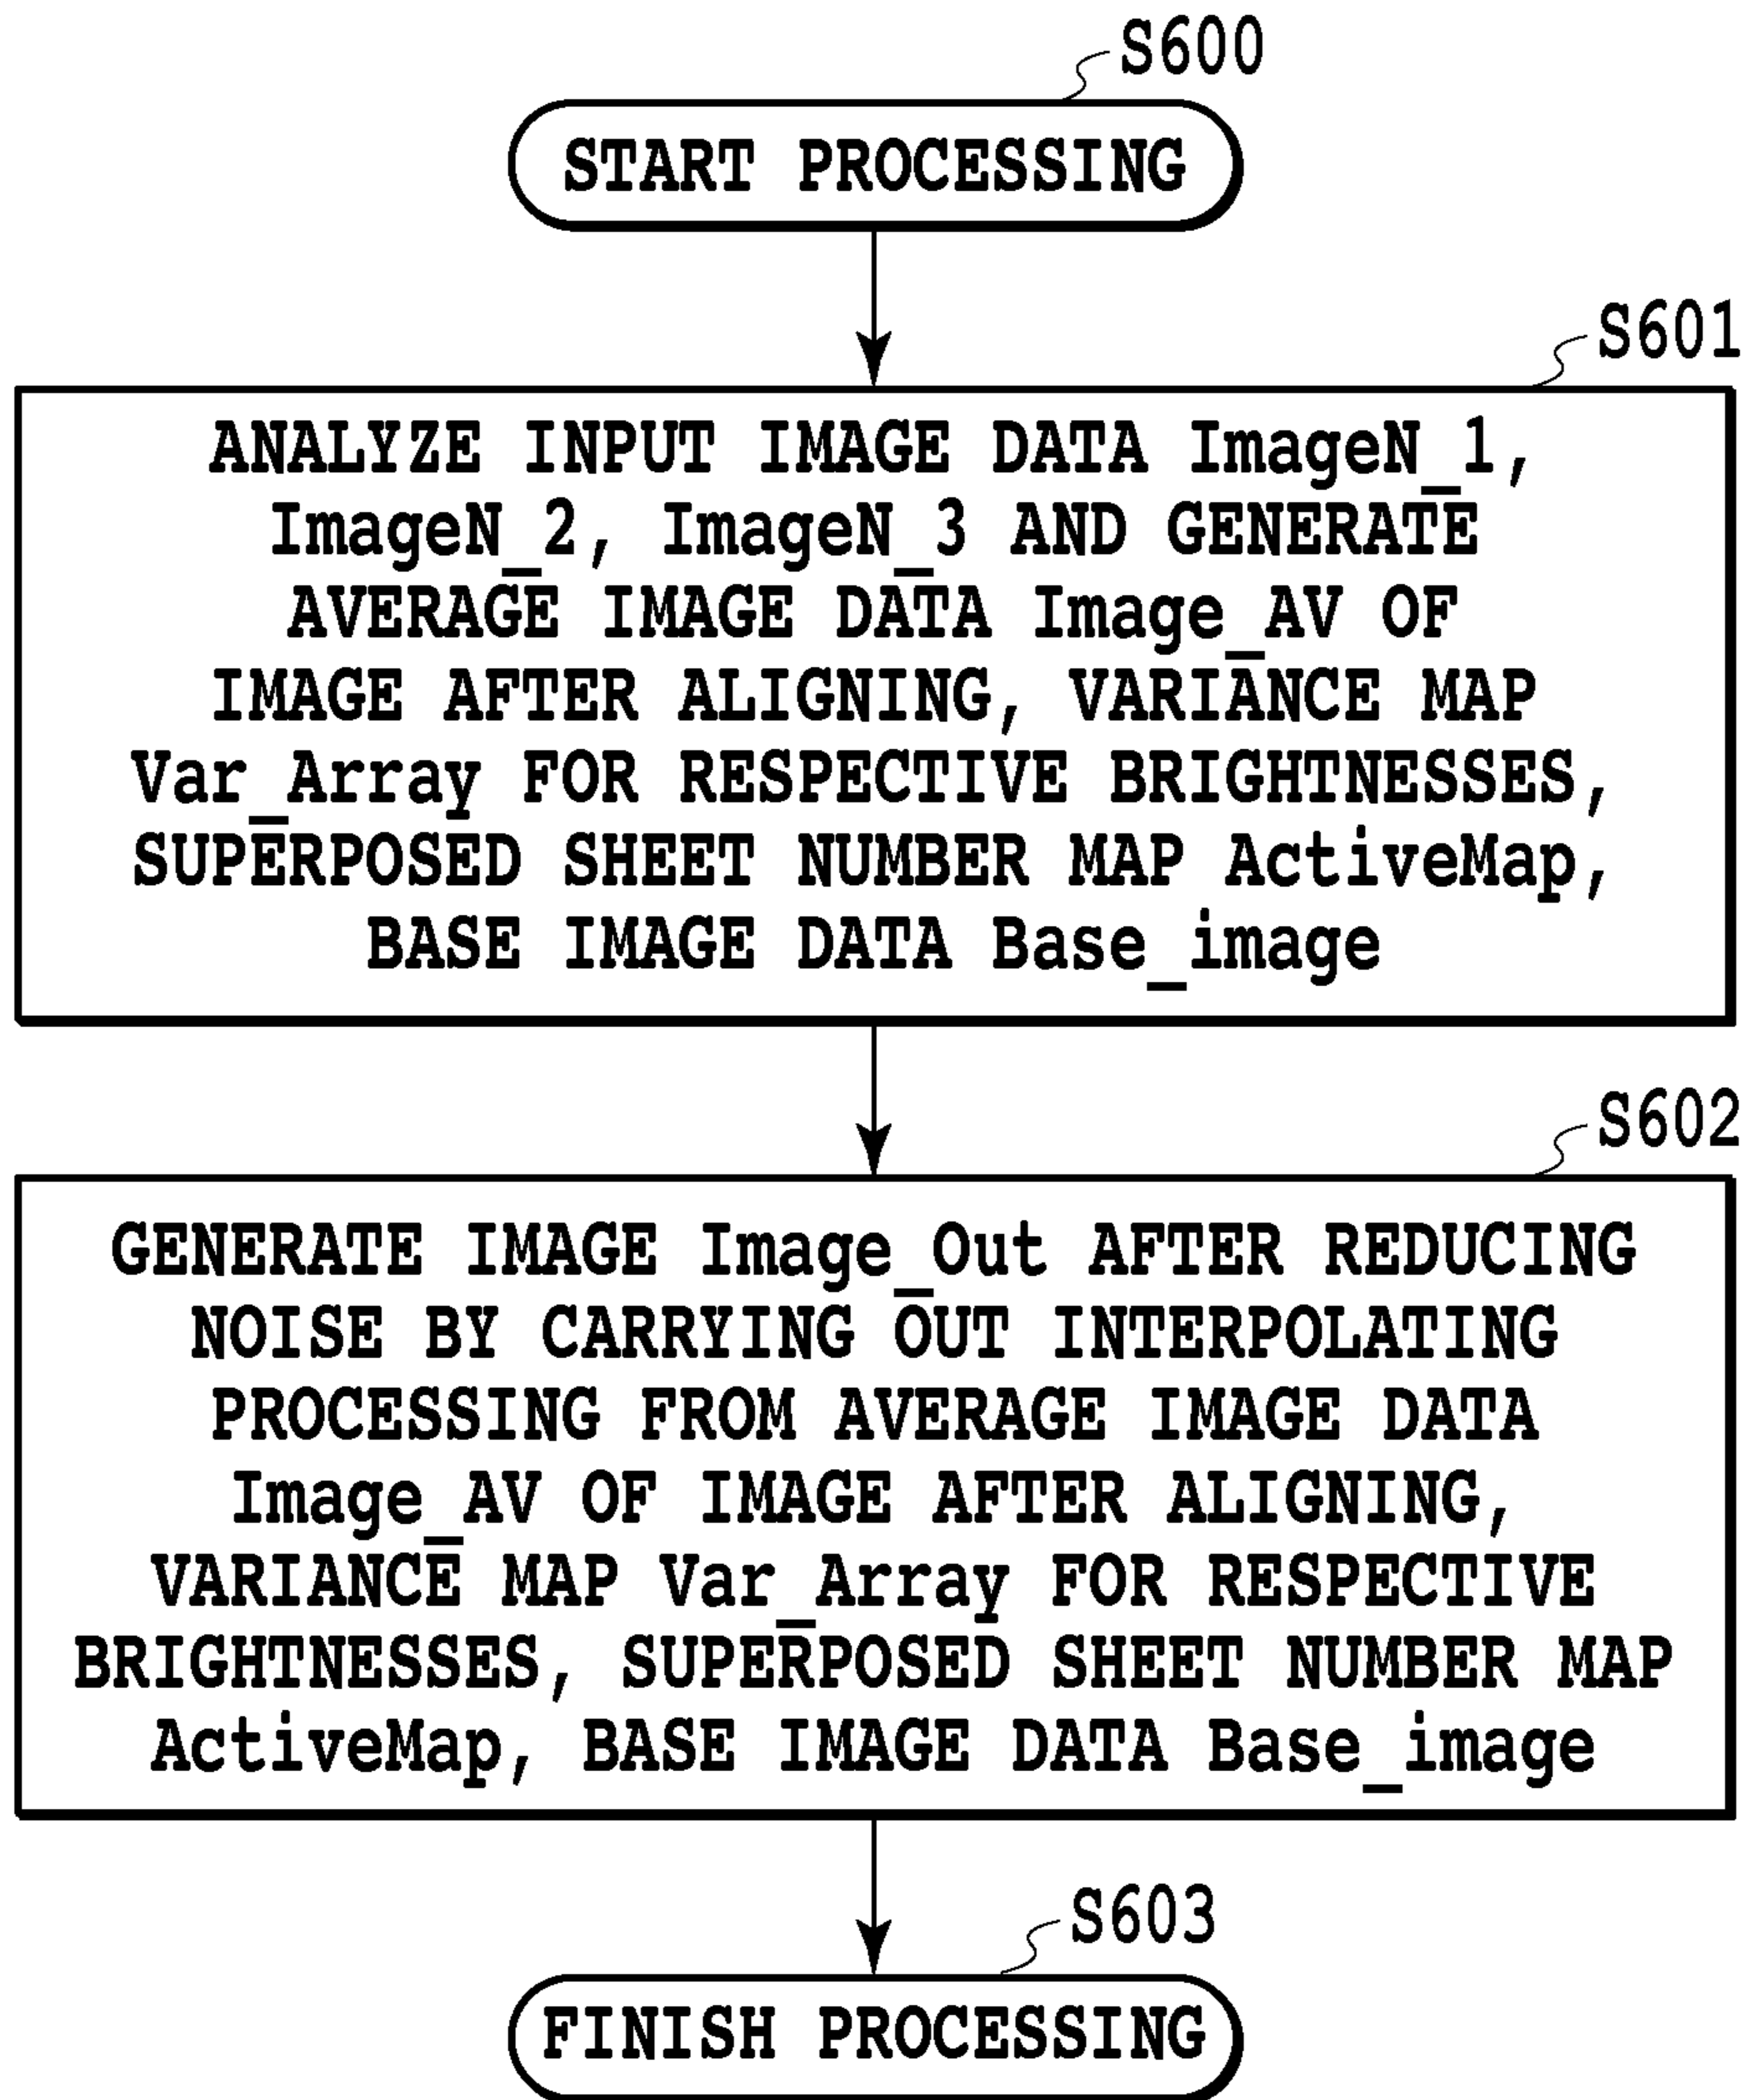 S600
START PROCESSING
S601
ANALYZE INPUT IMAGE DATA ImageN_1,
ImageN_2, ImageN_3 AND GENERATE
AVERAGE IMAGE DATA Image_AV OF
IMAGE AFTER ALIGNING, VARIANCE MAP
Var_Array FOR RESPECTIVE BRIGHTNESSES,
SUPERPOSED SHEET NUMBER MAP ActiveMap,
BASE IMAGE DATA Base_image
S602
GENERATE IMAGE Image_Out AFTER REDUCING
NOISE BY CARRYING OUT INTERPOLATING
PROCESSING FROM AVERAGE IMAGE DATA
Image_AV OF IMAGE AFTER ALIGNING,
VARIANCE MAP Var_Array FOR RESPECTIVE
BRIGHTNESSES, SUPERPOSED SHEET NUMBER MAP
ActiveMap, BASE IMAGE DATA Base_image
S603
FINISH PROCESSING